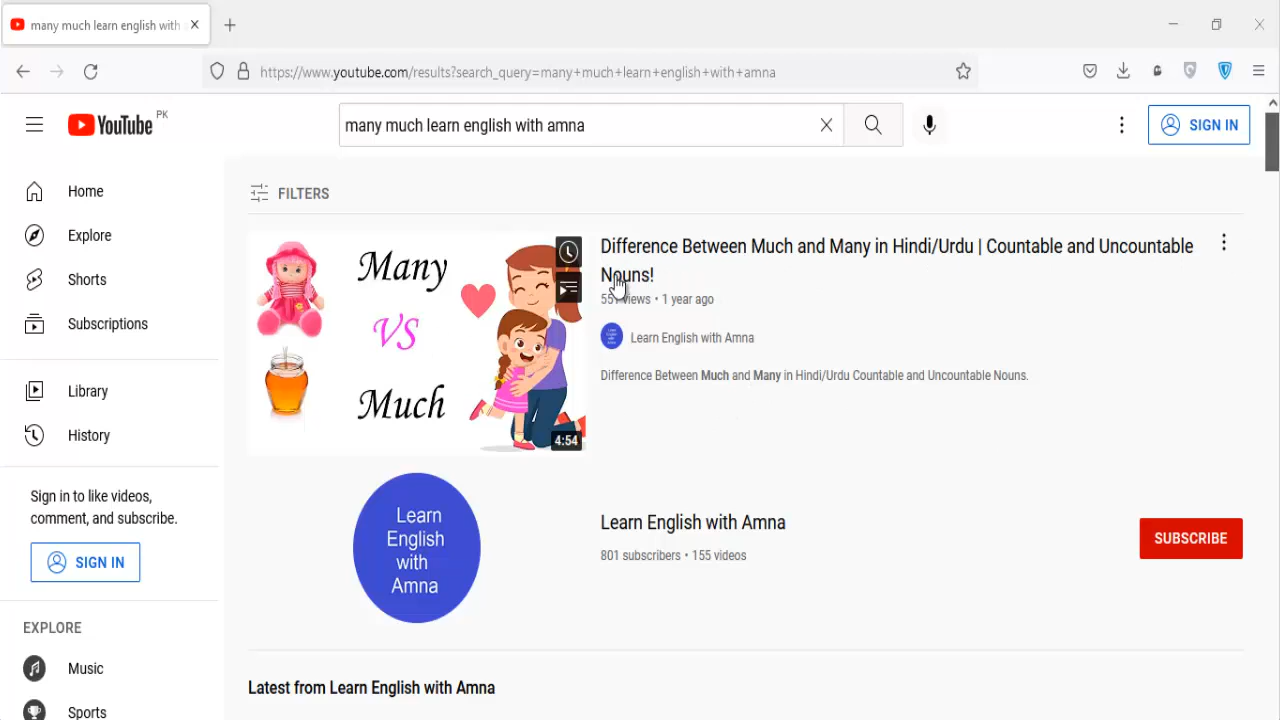 many much learn english with
https://www.youtube.com/results?search_query=many+much+learn+english+with+amna
YouTube PK
many much learn english with amna
SIGN IN
Home
Explore
Shorts
Subscriptions
Library
History
Sign in to like videos,
comment, and subscribe.
SIGN IN
EXPLORE
Music
Sports
FILTERS
Many
VS
Much
4:54
Difference Between Much and Many in Hindi/Urdu | Countable and Uncountable
Nouns!
views • 1 year ago
Learn English with Amna
Difference Between Much and Many in Hindi/Urdu Countable and Uncountable Nouns.
Learn
English
with
Amna
Learn English with Amna
801 subscribers • 155 videos
SUBSCRIBE
Latest from Learn English with Amna